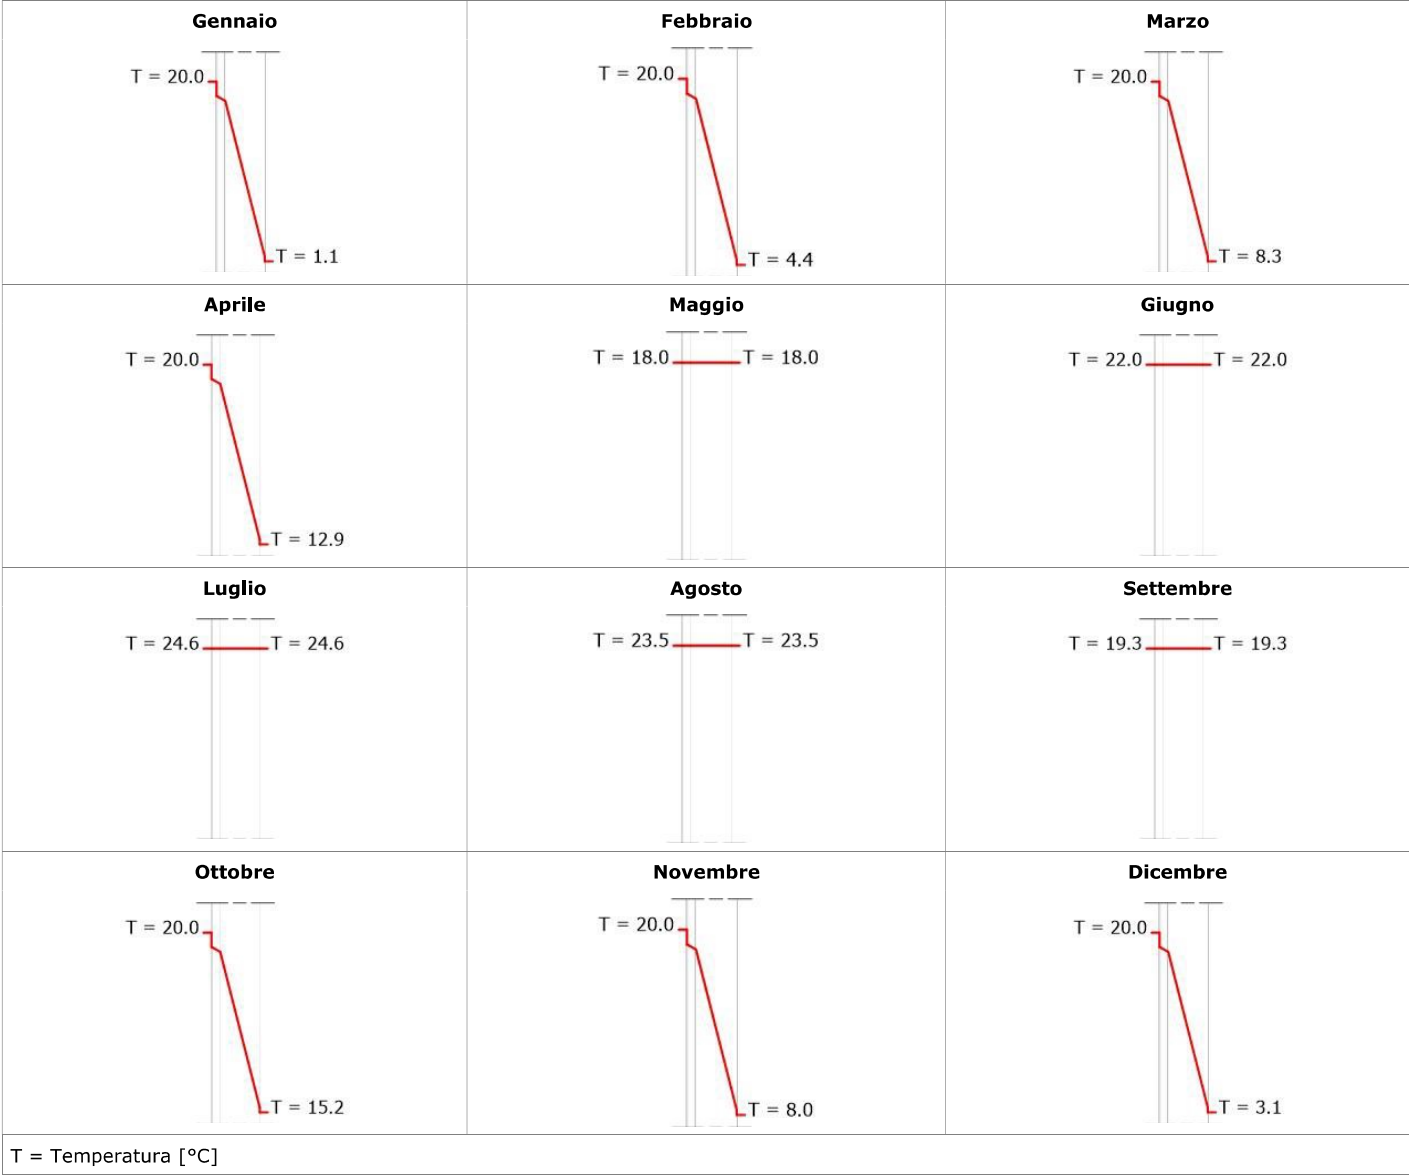 Gennaio
Febbraio
Marzo
T = 20.0
T = 1.1
T = 20.0
T = 4.4
T = 20.0
T = 8.3
Aprile
Maggio
Giugno
T = 20.0
T = 12.9
T = 18.0
T = 18.0
T = 22.0
T = 22.0
Luglio
Agosto
Settembre
T = 24.6
T = 24.6
T = 23.5
T = 23.5
T = 19.3
T = 19.3
Ottobre
Novembre
Dicembre
T = 20.0
T = 15.2
T = 20.0
T = 8.0
T = 20.0
T = 3.1
T = Temperatura [°C]